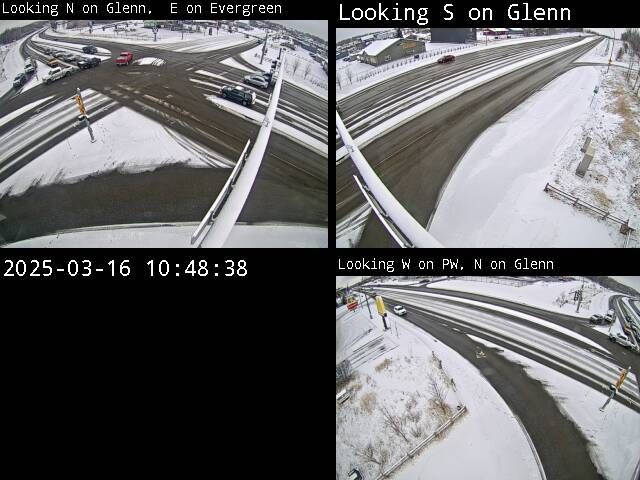 Looking N on Glenn,  E on Evergreen
Looking S on Glenn
2025-03-16 10:48:38
Looking W on PW, N on Glenn